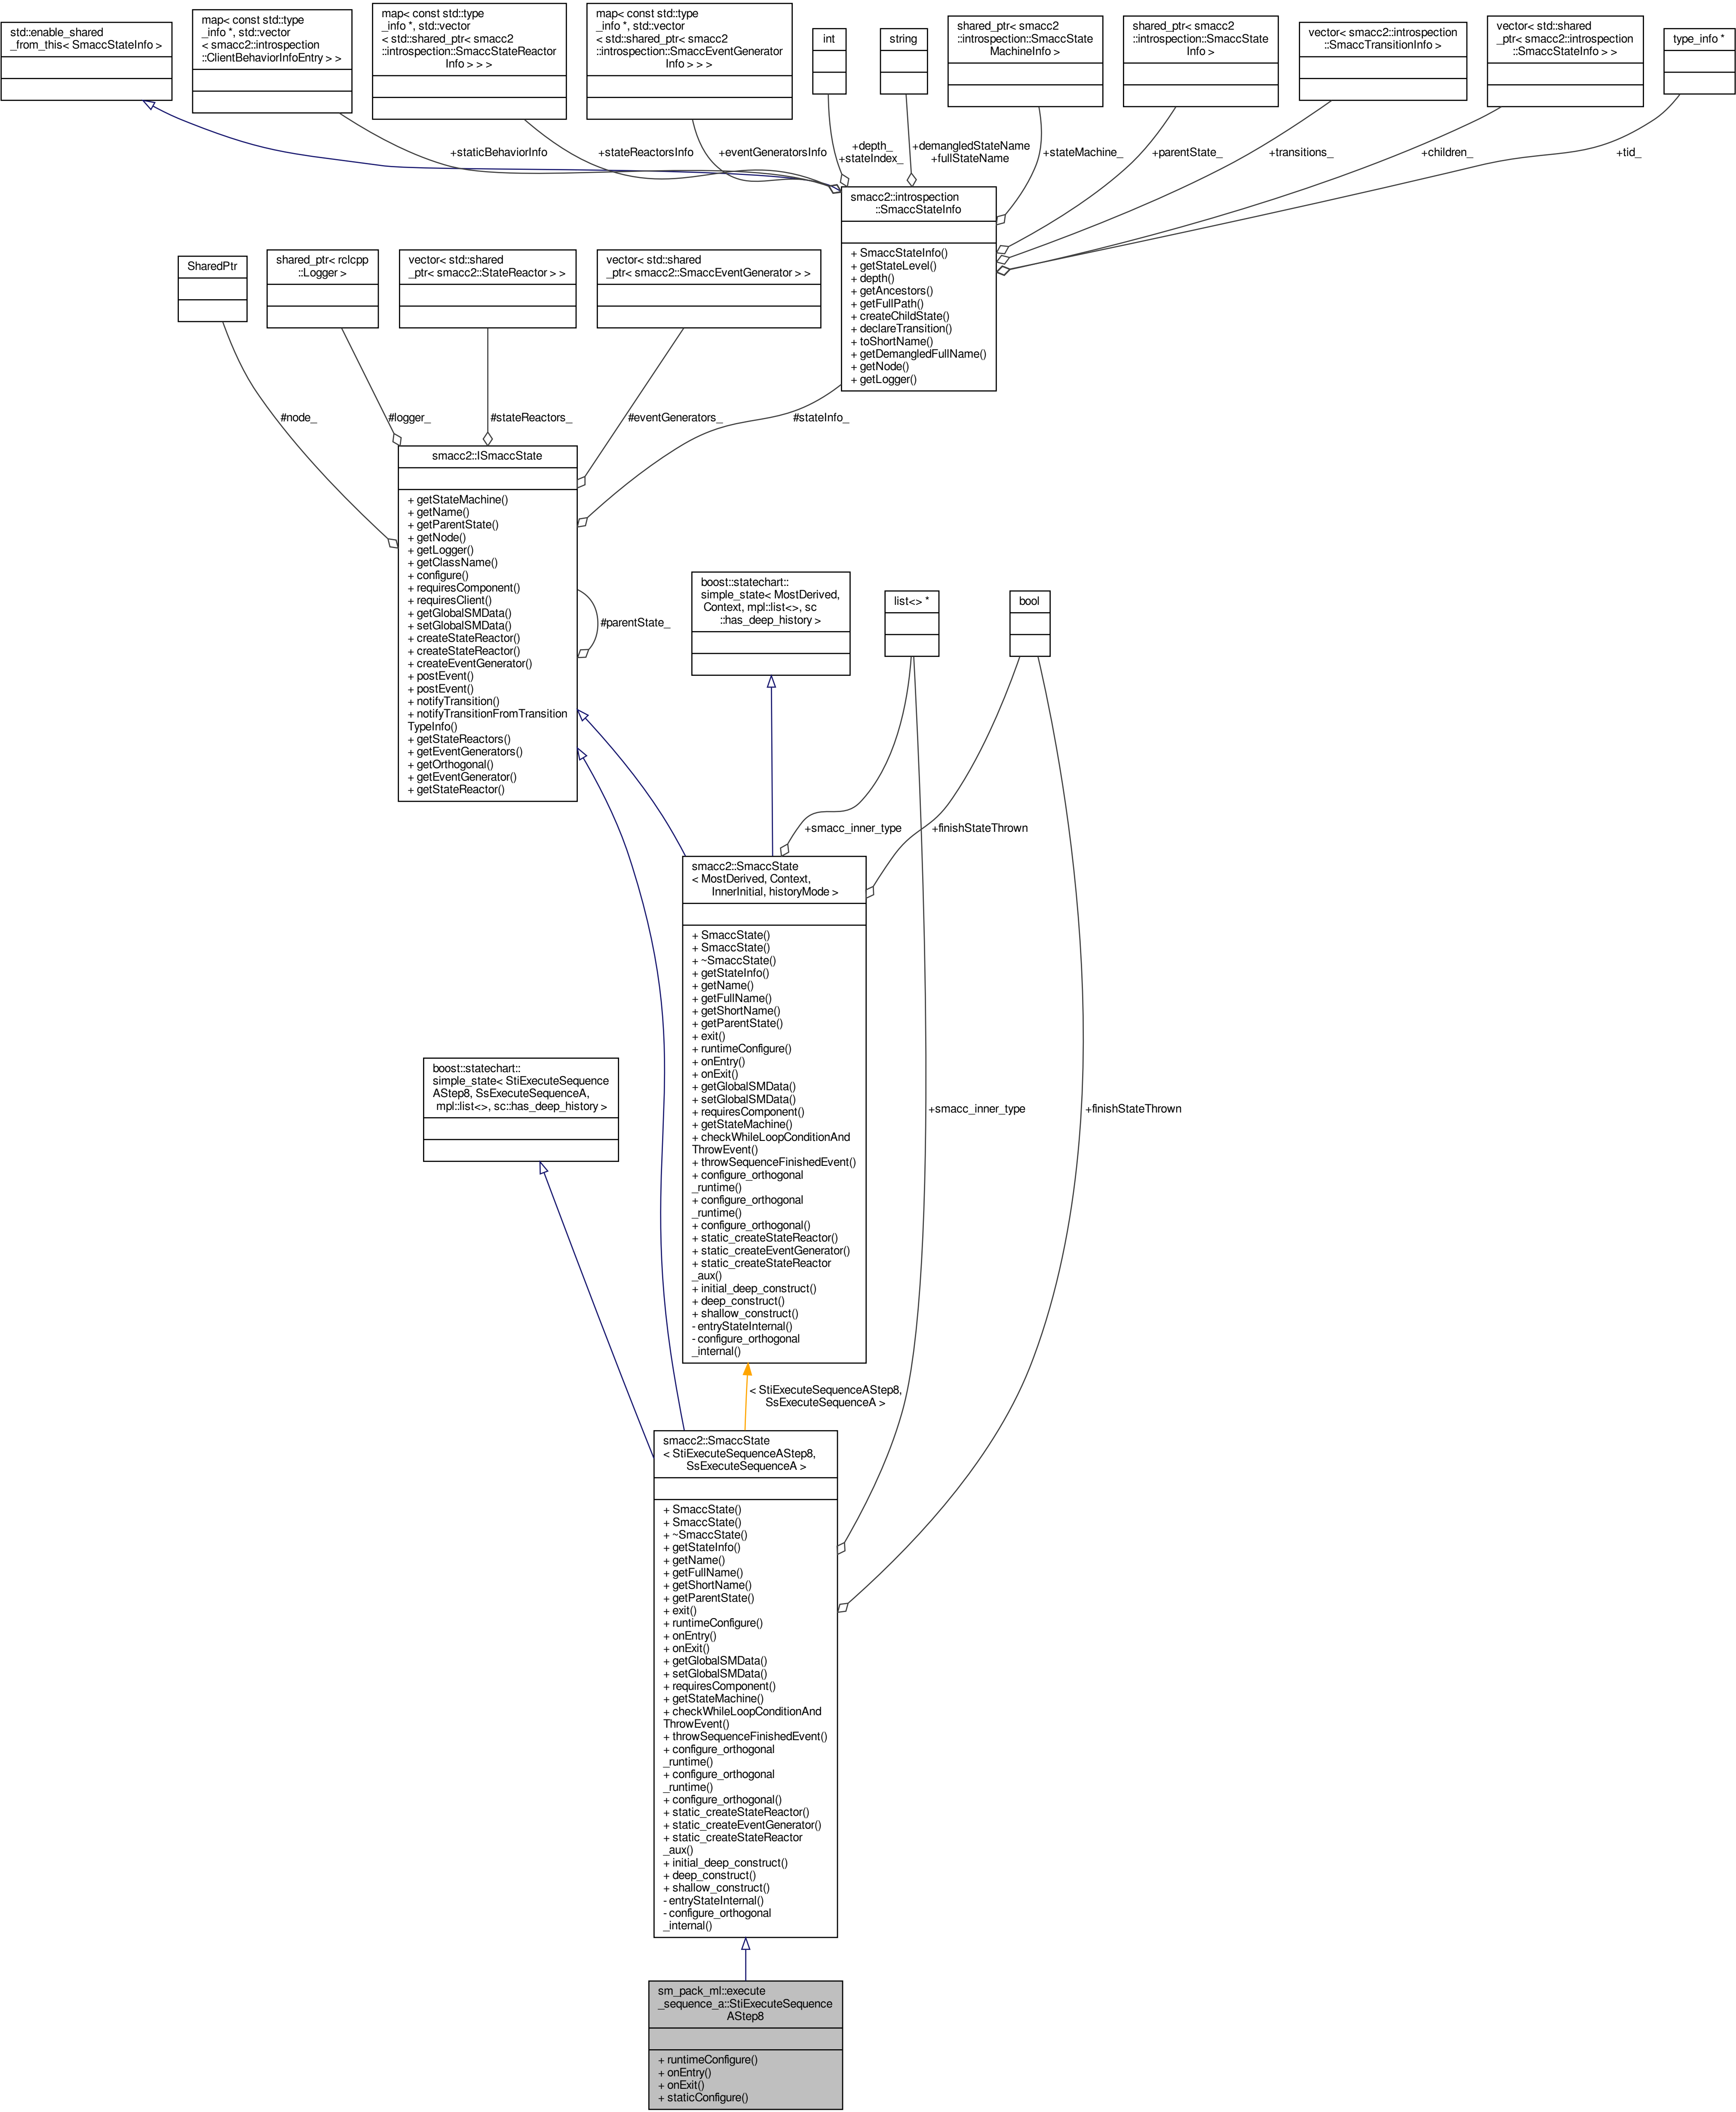 std::enable_shared
_from_this< SmaccStateInfo >
map< const std::type
_info *, std::vector
< smacc2::introspection
::ClientBehaviorInfoEntry > >
map< const std::type
_info *, std::vector
< std::shared_ptr< smacc2
::introspection::SmaccStateReactor
Info > > >
map< const std::type
_info *, std::vector
< std::shared_ptr< smacc2
::introspection::SmaccEventGenerator
Info > > >
int
string
shared_ptr< smacc2
::introspection::SmaccState
MachineInfo >
shared_ptr< smacc2
::introspection::SmaccState
Info >
vector< smacc2::introspection
::SmaccTransitionInfo >
vector< std::shared
_ptr< smacc2::introspection
::SmaccStateInfo > >
type_info *
+staticBehaviorInfo
+stateReactorsInfo
+eventGeneratorsInfo
+depth_
+stateIndex_
+demangledStateName
+fullStateName
+stateMachine_
+parentState_
+transitions_
+children_
+tid_
smacc2::introspection
::SmaccStateInfo
+ SmaccStateInfo()
+ getStateLevel()
+ depth()
+ getAncestors()
+ getFullPath()
+ createChildState()
+ declareTransition()
+ toShortName()
+ getDemangledFullName()
+ getNode()
+ getLogger()
SharedPtr
shared_ptr< rclcpp
::Logger >
vector< std::shared
_ptr< smacc2::StateReactor > >
vector< std::shared
_ptr< smacc2::SmaccEventGenerator > >
#node_
#logger_
#stateReactors_
#eventGenerators_
#stateInfo_
smacc2::ISmaccState
+ getStateMachine()
+ getName()
+ getParentState()
+ getNode()
+ getLogger()
+ getClassName()
+ configure()
+ requiresComponent()
+ requiresClient()
+ getGlobalSMData()
+ setGlobalSMData()
+ createStateReactor()
+ createStateReactor()
+ createEventGenerator()
+ postEvent()
+ postEvent()
+ notifyTransition()
+ notifyTransitionFromTransition
TypeInfo()
+ getStateReactors()
+ getEventGenerators()
+ getOrthogonal()
+ getEventGenerator()
+ getStateReactor()
#parentState_
boost::statechart::
simple_state< MostDerived,
Context, mpl::list<>, sc
::has_deep_history >
list<> *
bool
+smacc_inner_type
+finishStateThrown
smacc2::SmaccState
< MostDerived, Context,
InnerInitial, historyMode >
+ SmaccState()
+ SmaccState()
+ ~SmaccState()
+ getStateInfo()
+ getName()
+ getFullName()
+ getShortName()
+ getParentState()
+ exit()
+ runtimeConfigure()
+ onEntry()
+ onExit()
+ getGlobalSMData()
+ setGlobalSMData()
+ requiresComponent()
+ getStateMachine()
+ checkWhileLoopConditionAnd
ThrowEvent()
+ throwSequenceFinishedEvent()
+ configure_orthogonal
_runtime()
+ configure_orthogonal
_runtime()
+ configure_orthogonal()
+ static_createStateReactor()
+ static_createEventGenerator()
+ static_createStateReactor
_aux()
+ initial_deep_construct()
+ deep_construct()
+ shallow_construct()
- entryStateInternal()
- configure_orthogonal
_internal()
boost::statechart::
simple_state< StiExecuteSequence
AStep8, SsExecuteSequenceA,
mpl::list<>, sc::has_deep_history >
+smacc_inner_type
+finishStateThrown
< StiExecuteSequenceAStep8,
SsExecuteSequenceA >
smacc2::SmaccState
< StiExecuteSequenceAStep8,
SsExecuteSequenceA >
+ SmaccState()
+ SmaccState()
+ ~SmaccState()
+ getStateInfo()
+ getName()
+ getFullName()
+ getShortName()
+ getParentState()
+ exit()
+ runtimeConfigure()
+ onEntry()
+ onExit()
+ getGlobalSMData()
+ setGlobalSMData()
+ requiresComponent()
+ getStateMachine()
+ checkWhileLoopConditionAnd
ThrowEvent()
+ throwSequenceFinishedEvent()
+ configure_orthogonal
_runtime()
+ configure_orthogonal
_runtime()
+ configure_orthogonal()
+ static_createStateReactor()
+ static_createEventGenerator()
+ static_createStateReactor
_aux()
+ initial_deep_construct()
+ deep_construct()
+ shallow_construct()
- entryStateInternal()
- configure_orthogonal
_internal()
sm_pack_ml::execute
_sequence_a::StiExecuteSequence
AStep8
+ runtimeConfigure()
+ onEntry()
+ onExit()
+ staticConfigure()